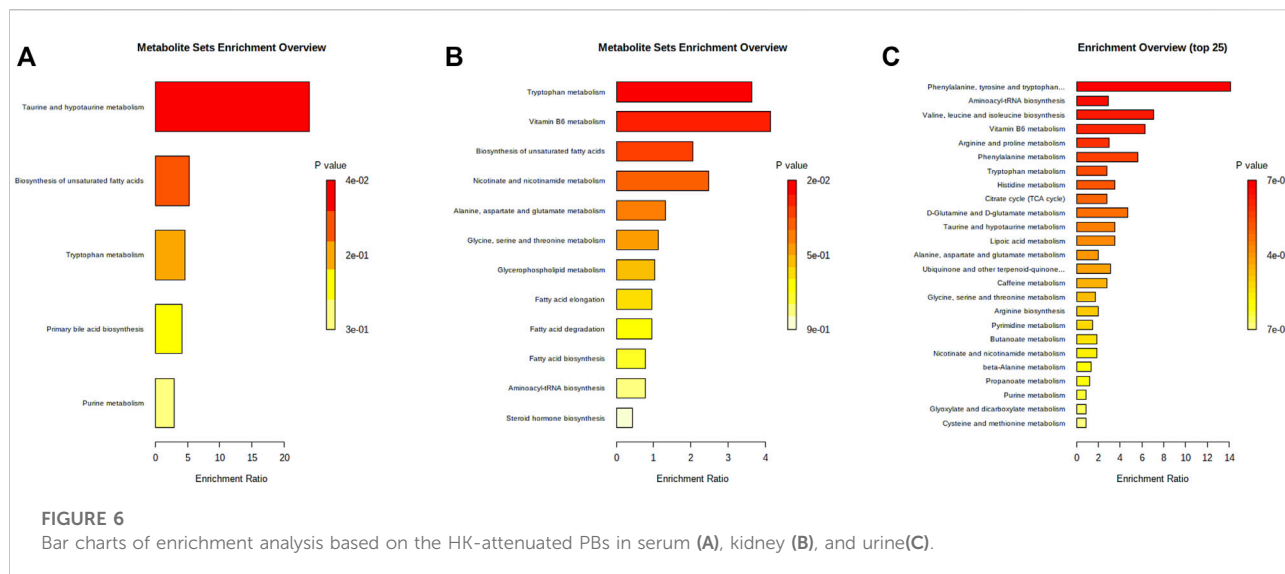 A
Metabolite Sets Enrichment Overview
Taurine and hypotaurine metabolism
Biosynthesis of unsaturated fatty acids
Tryptophan metabolism
Primary bile acid biosynthesis
Purine metabolism
0 5 10 15 20
Enrichment Ratio
P value
4e-02
2e-01
3e-01
B
Metabolite Sets Enrichment Overview
Tryptophan metabolism
Vitamin B6 metabolism
Biosynthesis of unsaturated fatty acids
Nicotinate and nicotinamide metabolism
Alanine, aspartate and glutamate metabolism
Glycine, serine and threonine metabolism
Glycerophospholipid metabolism
Fatty acid elongation
Fatty acid degradation
Fatty acid biosynthesis
Aminoacyl-tRNA biosynthesis
Steroid hormone biosynthesis
0 1 2 3 4
Enrichment Ratio
P value
2e-02
5e-01
9e-01
C
Enrichment Overview (top 25)
Phenylalanine, tyrosine and tryptophan...
Aminoacyl-tRNA biosynthesis
Valine, leucine and isoleucine biosynthesis
Vitamin B6 metabolism
Arginine and proline metabolism
Phenylalanine metabolism
Tryptophan metabolism
Histidine metabolism
Citrate cycle (TCA cycle)
D-Glutamine and D-glutamate metabolism
Taurine and hypotaurine metabolism
Lipoic acid metabolism
Alanine, aspartate and glutamate metabolism
Ubiquinone and other terpenoid-quinone...
Caffeine metabolism
Glycine, serine and threonine metabolism
Arginine biosynthesis
Pyrimidine metabolism
Butanoate metabolism
Nicotinate and nicotinamide metabolism
beta-Alanine metabolism
Propanoate metabolism
Purine metabolism
Glyoxylate and dicarboxylate metabolism
Cysteine and methionine metabolism
0 2 4 6 8 10 12 14
Enrichment Ratio
P value
7e-0
4e-0
7e-0
FIGURE 6
Bar charts of enrichment analysis based on the HK-attenuated PBs in serum (A), kidney (B), and urine(C).